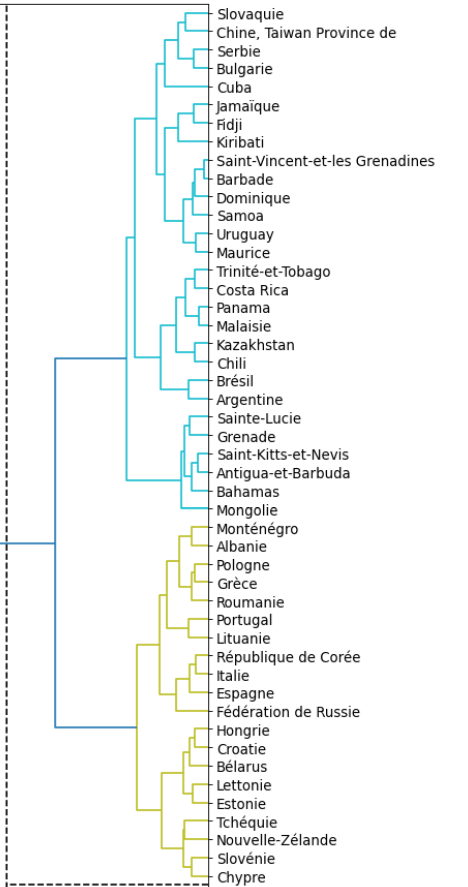 Slovaquie
Chine, Taiwan Province de
Serbie
Bulgarie
Cuba
Jamaïque
Fidji
Kiribati
Saint-Vincent-et-les Grenadines
Barbade
Dominique
Samoa
Uruguay
Maurice
Trinité-et-Tobago
Costa Rica
Panama
Malaisie
Kazakhstan
Chili
Brésil
Argentine
Sainte-Lucie
Grenade
Saint-Kitts-et-Nevis
Antigua-et-Barbuda
Bahamas
Mongolie
Monténégro
Albanie
Pologne
Grèce
Roumanie
Portugal
Lituanie
République de Corée
Italie
Espagne
Fédération de Russie
Hongrie
Croatie
Bélarus
Lettonie
Estonie
Tchéquie
Nouvelle-Zélande
Slovénie
Chypre